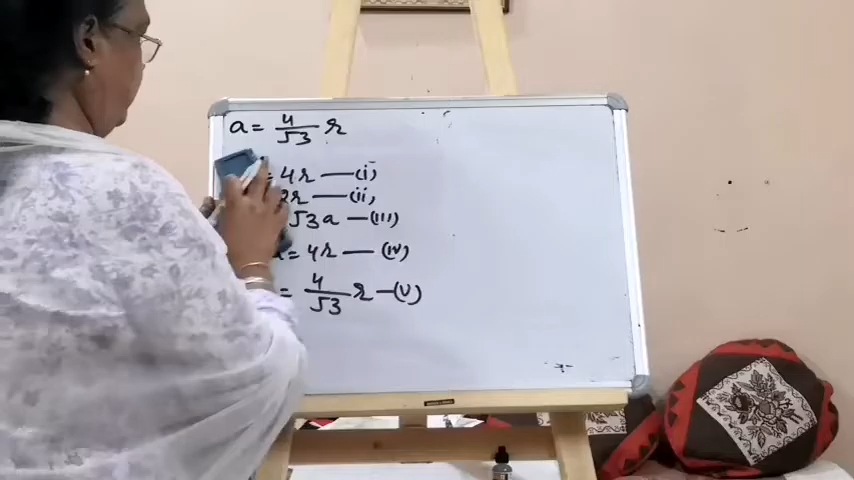 a = 4/√3 r
= 4r — (i)
2r — (ii)
√3a — (III)
= 4r — (iv)
= 4/√3 r — (v)